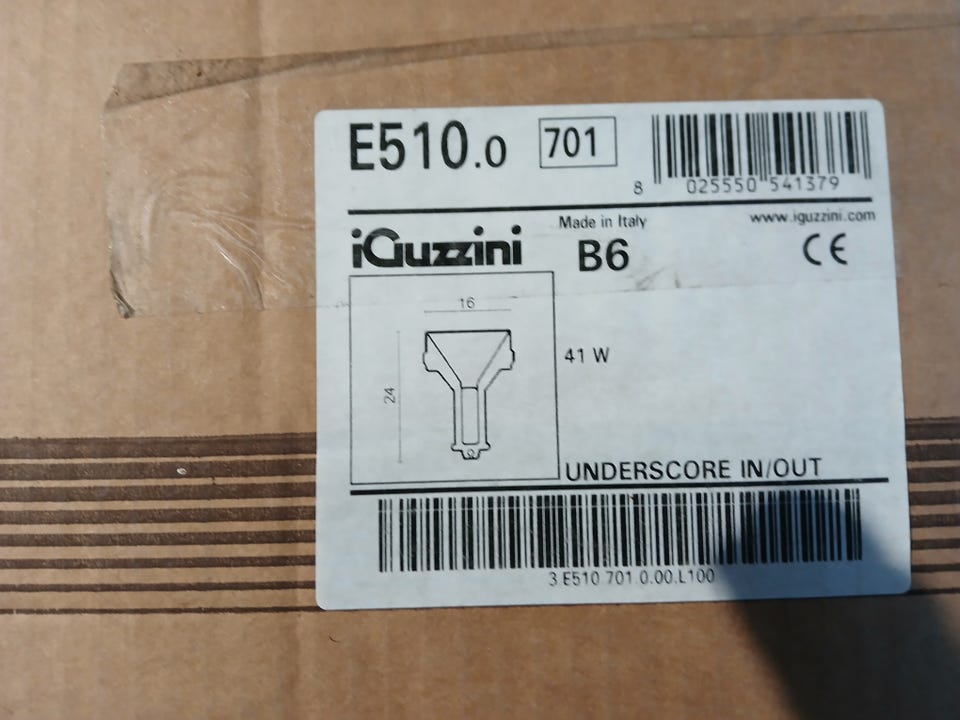 E510.0 701
8 025550 541379
iGuzzini Made in Italy www.iguzzini.com
B6 CE
16
24
41 W
UNDERSCORE IN/OUT
3 E510 701.0.00.L100